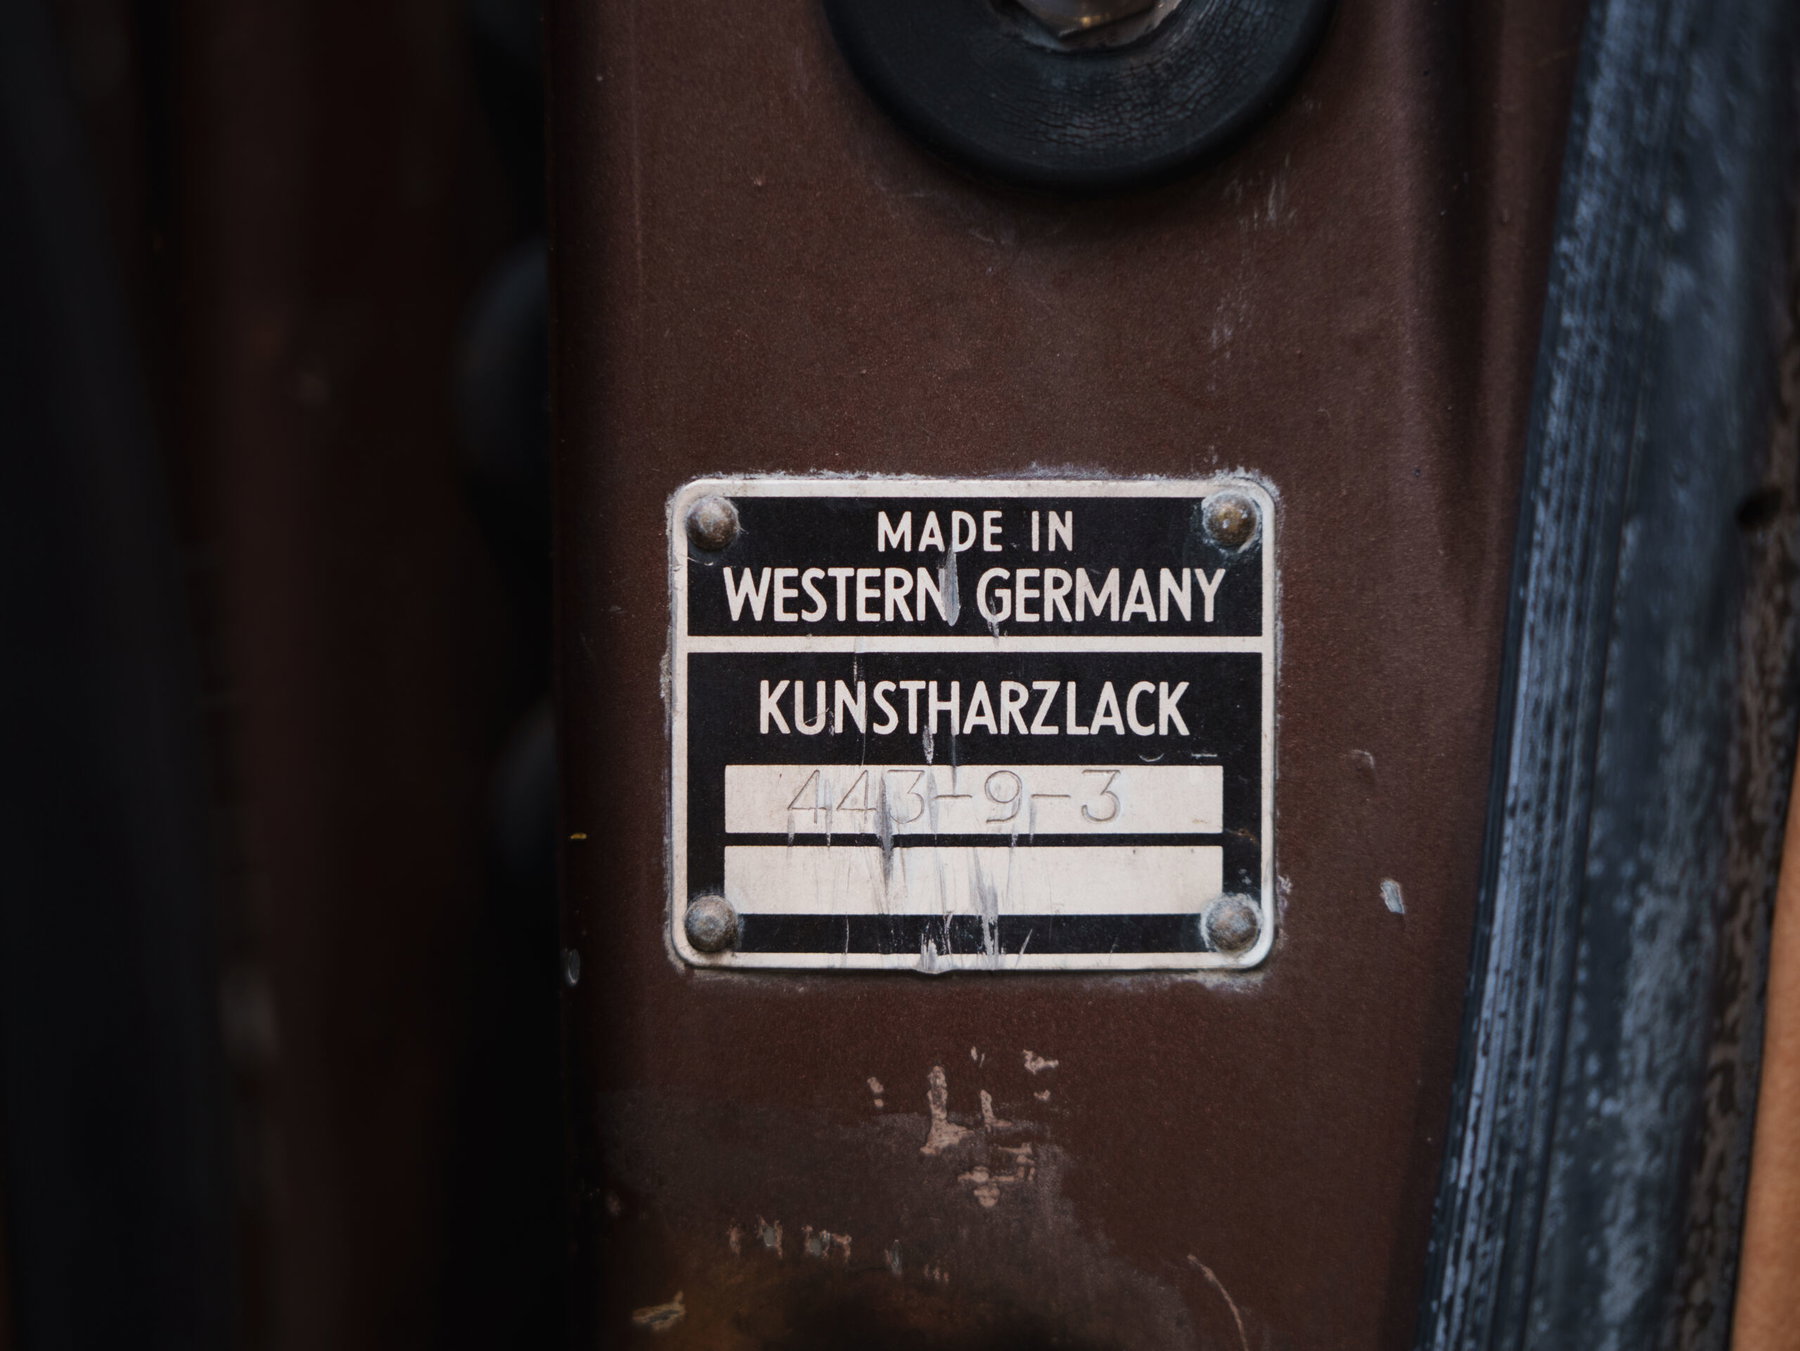 MADE IN
WESTERN GERMANY
KUNSTHARZLACK
443-9-3